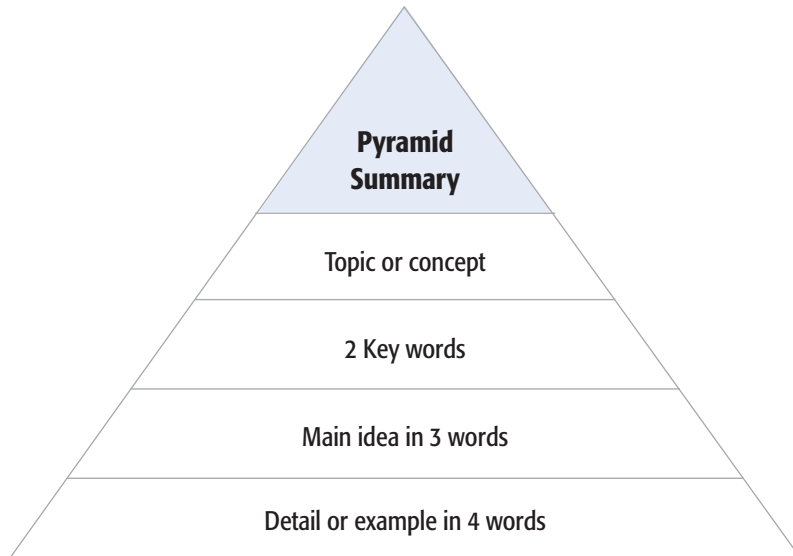 Pyramid
Summary
Topic or concept
2 Key words
Main idea in 3 words
Detail or example in 4 words